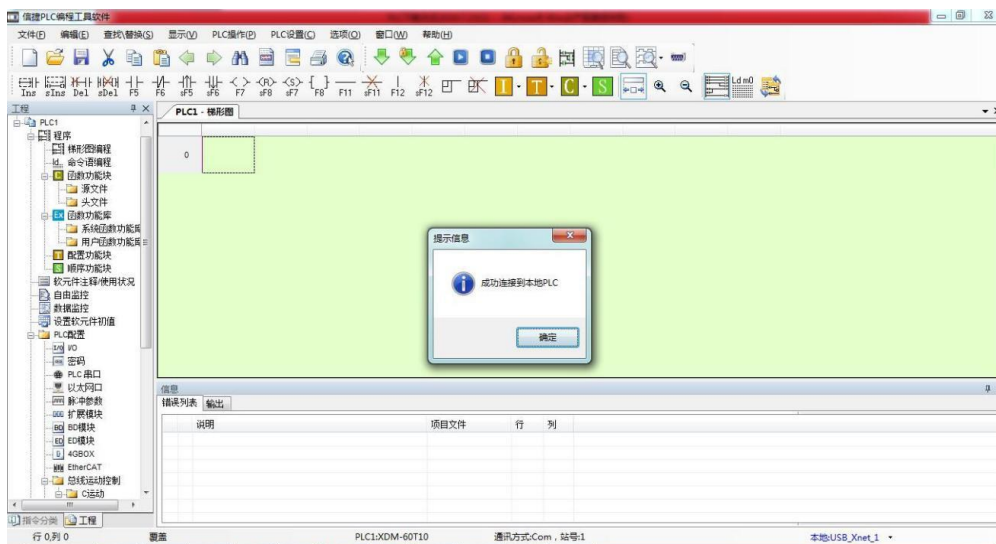 信捷PLC编程工具软件
文件(F) 编辑(E) 查找\替换(S) 显示(V) PLC操作(P) PLC设置(C) 选项(O) 窗口(W) 帮助(H)
Ins sIns Del sDel F5 F6 sF5 sF6 F7 sF8 sF7 F8 F11 sF11 F12 sF12 I T C S Ld m0
工程
PLC1 - 梯形图
PLC1
程序
梯形图编程
命令语编程
函数功能块
源文件
头文件
函数功能库
系统函数功能库
用户函数功能库
配置功能块
顺序功能块
软元件注释/使用状况
自由监控
数据监控
设置软元件初值
PLC配置
I/O I/O
密码
PLC 串口
以太网口
脉冲参数
扩展模块
BD BD模块
ED ED模块
4GBOX
EtherCAT
总线运动控制
C运动
指令分类 工程
0
提示信息
成功连接到本地PLC
确定
信息
错误列表 输出
说明 项目文件 行 列
行 0,列 0 覆盖 PLC1:XDM-60T10 通讯方式:Com，站号:1 本地:USB_Xnet_1